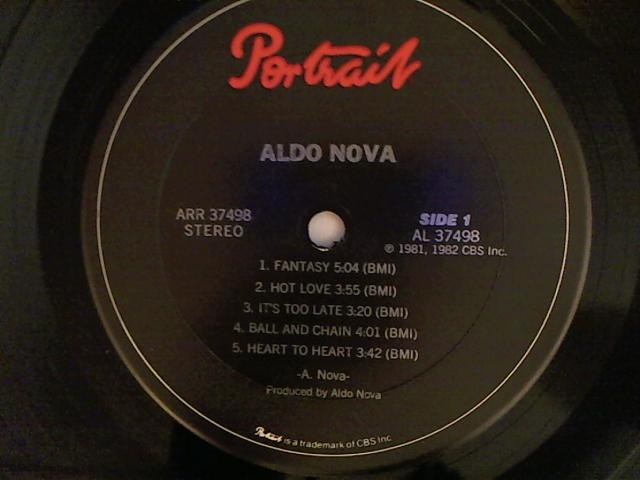 Portrait
ALDO NOVA
ARR 37498
STEREO
SIDE 1
AL 37498
℗ 1981, 1982 CBS Inc.
1. FANTASY 5:04 (BMI)
2. HOT LOVE 3:55 (BMI)
3. IT'S TOO LATE 3:20 (BMI)
4. BALL AND CHAIN 4:01 (BMI)
5. HEART TO HEART 3:42 (BMI)
-A. Nova-
Produced by Aldo Nova
Portrait is a trademark of CBS Inc